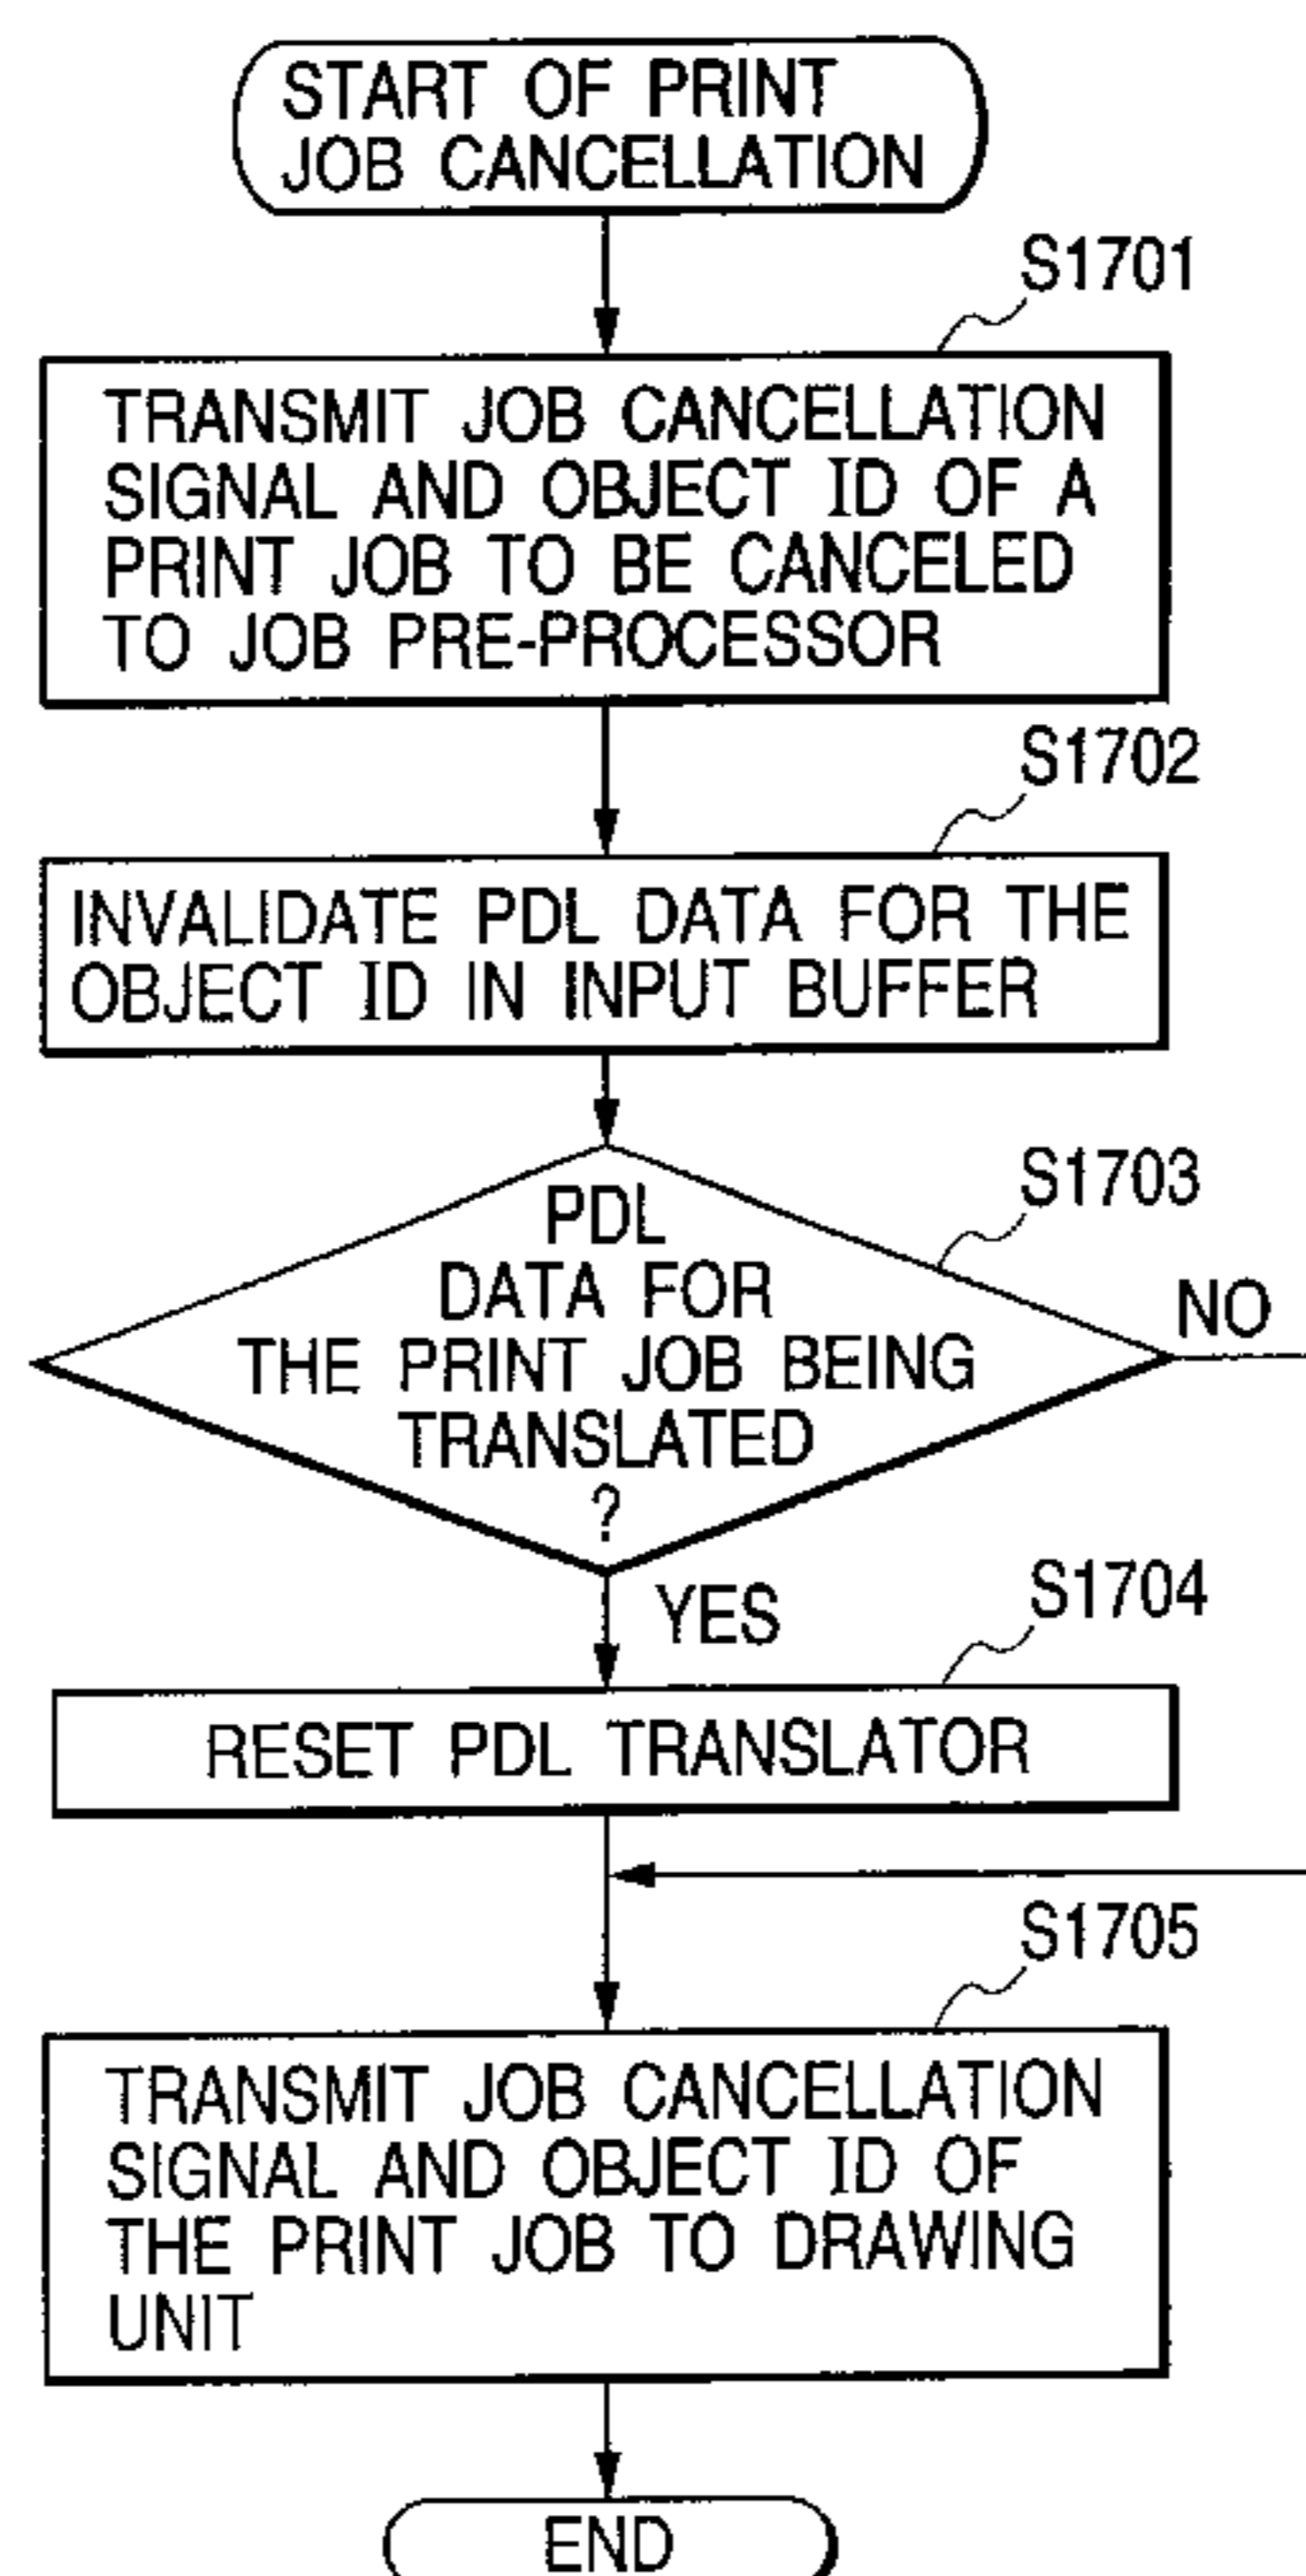 START OF PRINT
JOB CANCELLATION
S1701
TRANSMIT JOB CANCELLATION
SIGNAL AND OBJECT ID OF A
PRINT JOB TO BE CANCELED
TO JOB PRE-PROCESSOR
S1702
INVALIDATE PDL DATA FOR THE
OBJECT ID IN INPUT BUFFER
S1703
PDL
DATA FOR
THE PRINT JOB BEING
TRANSLATED
?
NO
YES
S1704
RESET PDL TRANSLATOR
S1705
TRANSMIT JOB CANCELLATION
SIGNAL AND OBJECT ID OF
THE PRINT JOB TO DRAWING
UNIT
END